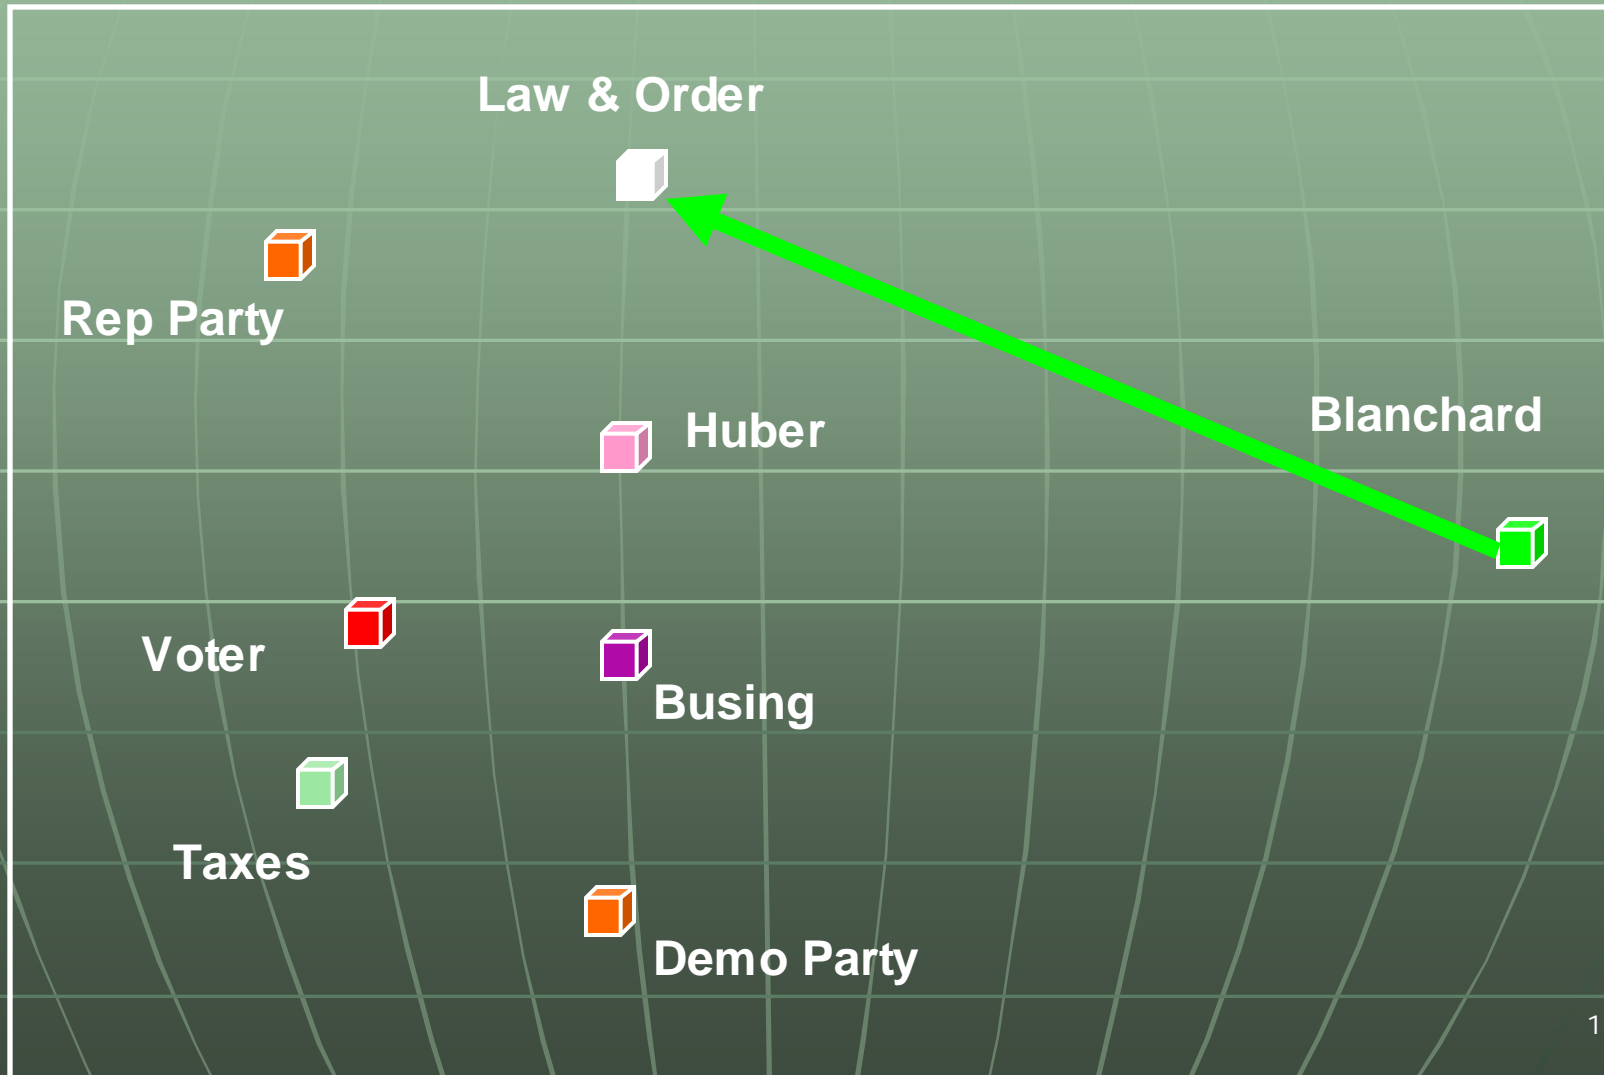 Law & Order
Rep Party
Blanchard
Huber
Voter
Busing
Taxes
Demo Party
1